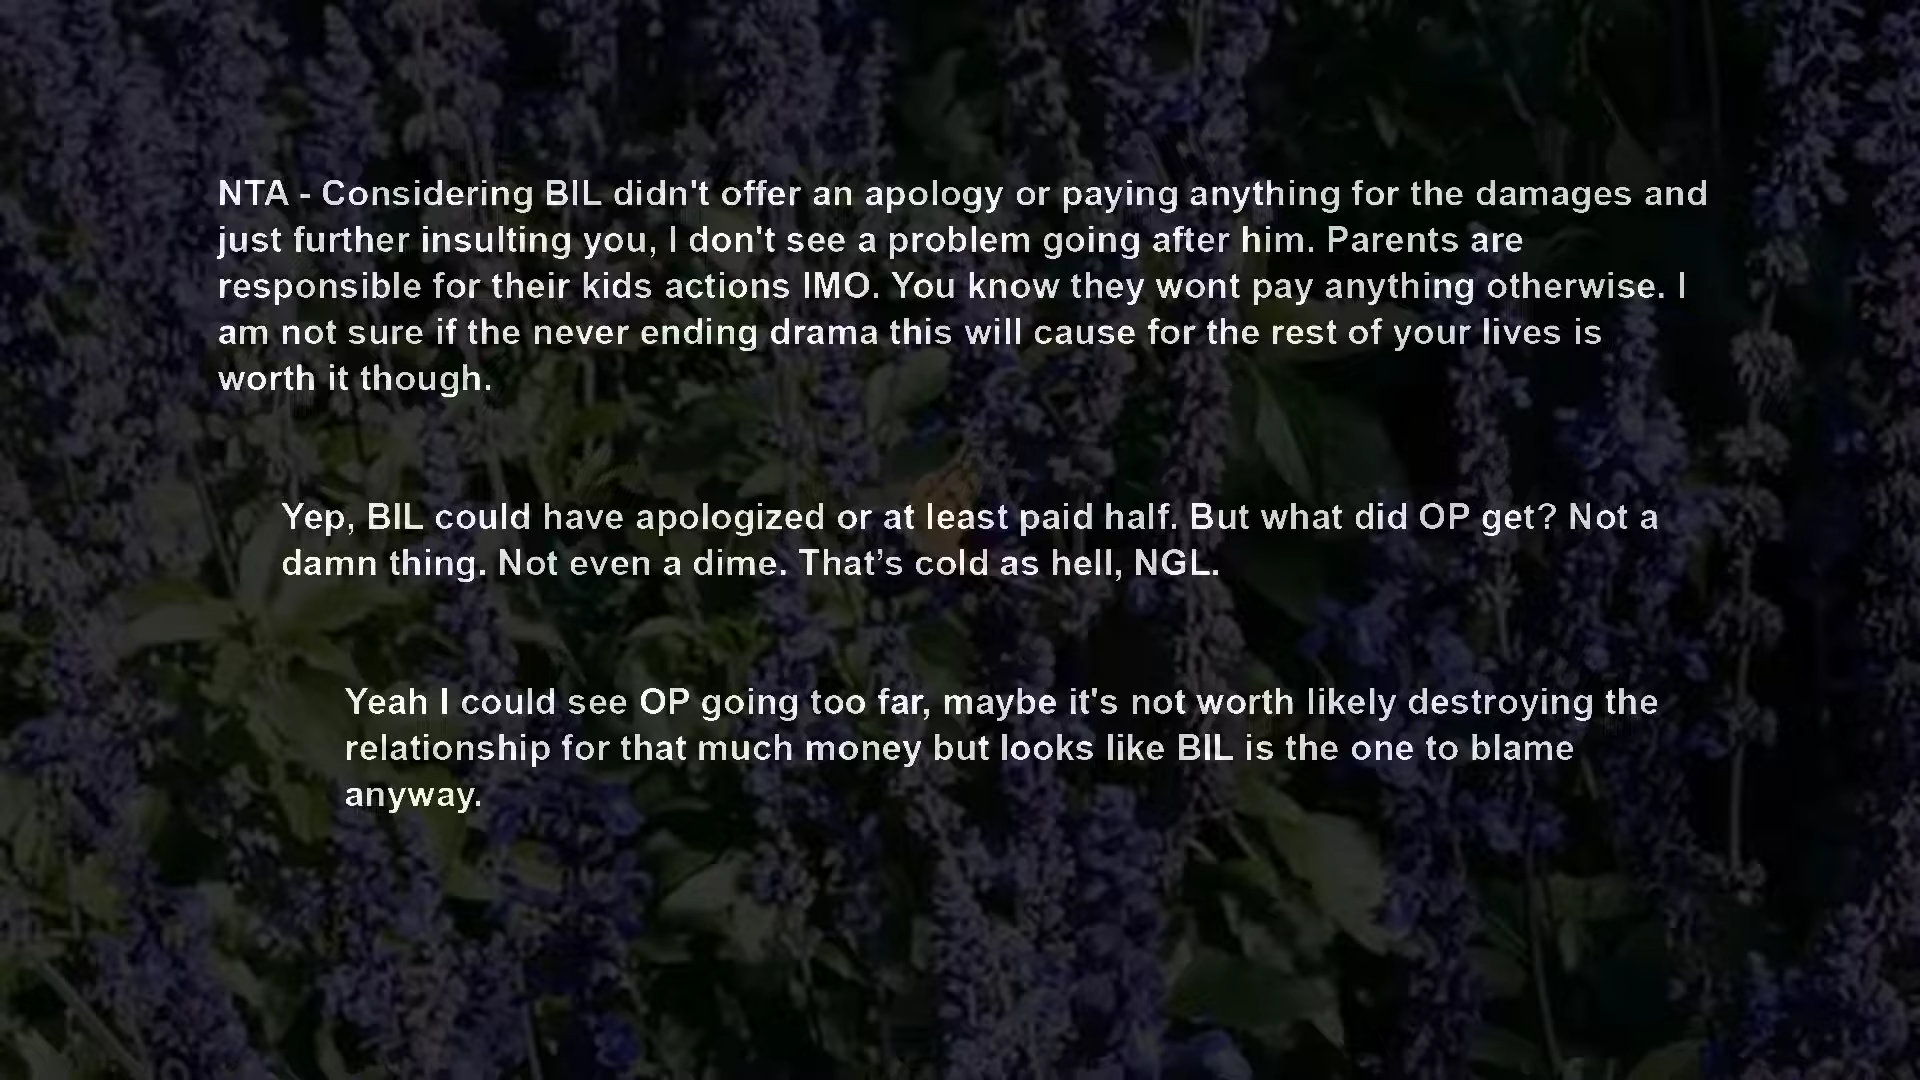 NTA - Considering BIL didn't offer an apology or paying anything for the damages and
just further insulting you, I don't see a problem going after him. Parents are
responsible for their kids actions IMO. You know they wont pay anything otherwise. I
am not sure if the never ending drama this will cause for the rest of your lives is
worth it though.
Yep, BIL could have apologized or at least paid half. But what did OP get? Not a
damn thing. Not even a dime. That’s cold as hell, NGL.
Yeah I could see OP going too far, maybe it's not worth likely destroying the
relationship for that much money but looks like BIL is the one to blame
anyway.